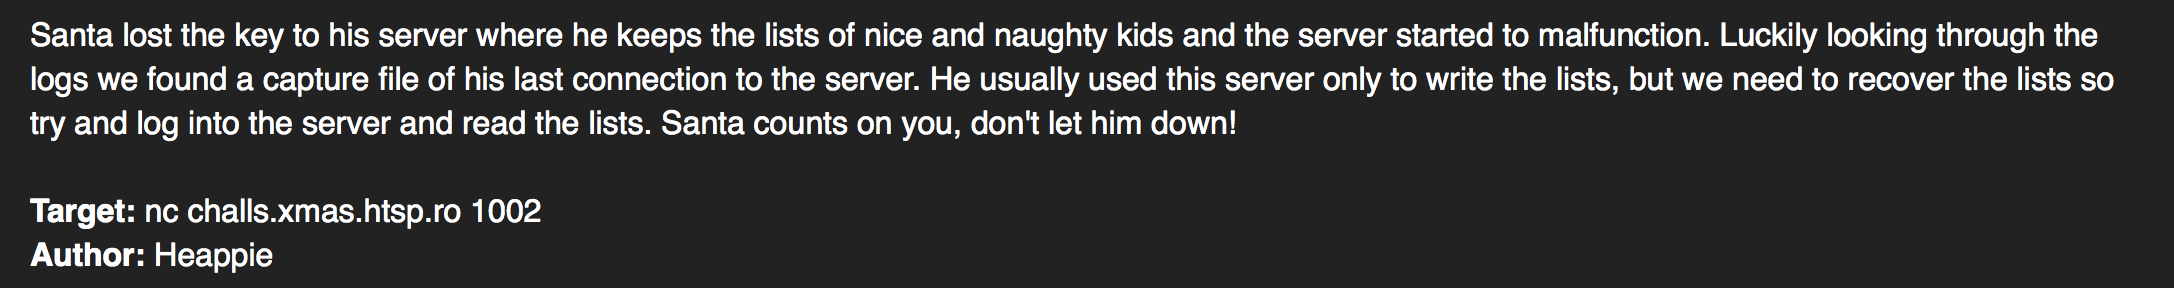 Santa lost the key to his server where he keeps the lists of nice and naughty kids and the server started to malfunction. Luckily looking through the
logs we found a capture file of his last connection to the server. He usually used this server only to write the lists, but we need to recover the lists so
try and log into the server and read the lists. Santa counts on you, don't let him down!
Target: nc challs.xmas.htsp.ro 1002
Author: Heappie